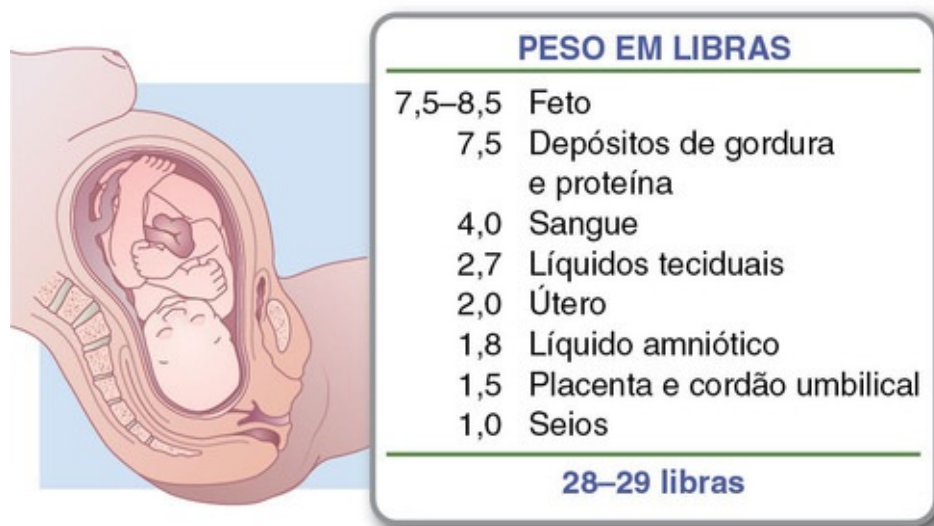 PESO EM LIBRAS
7,5–8,5 Feto
7,5 Depósitos de gordura
e proteína
4,0 Sangue
2,7 Líquidos teciduais
2,0 Útero
1,8 Líquido amniótico
1,5 Placenta e cordão umbilical
1,0 Seios
28–29 libras